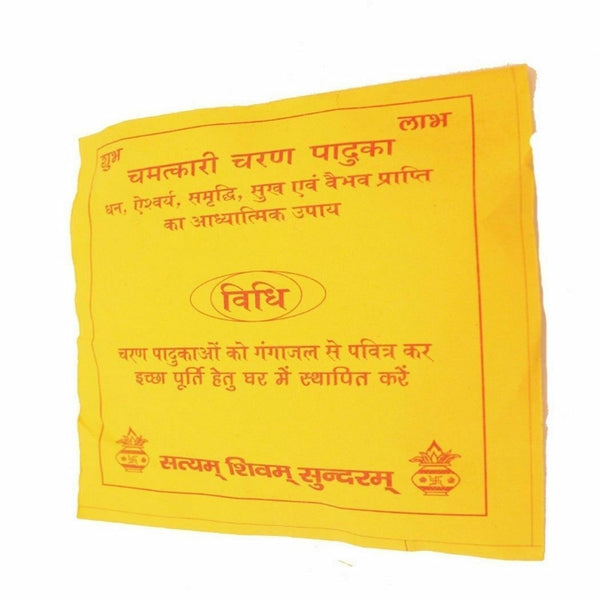 शुभ
लाभ
चमत्कारी चरण पादुका
धन, ऐश्वर्य, समृद्धि, सुख एवं वैभव प्राप्ति
का आध्यात्मिक उपाय
विधि
चरण पादुकाओं को गंगाजल से पवित्र कर
इच्छा पूर्ति हेतु घर में स्थापित करें
सत्यम् शिवम् सुन्दरम्